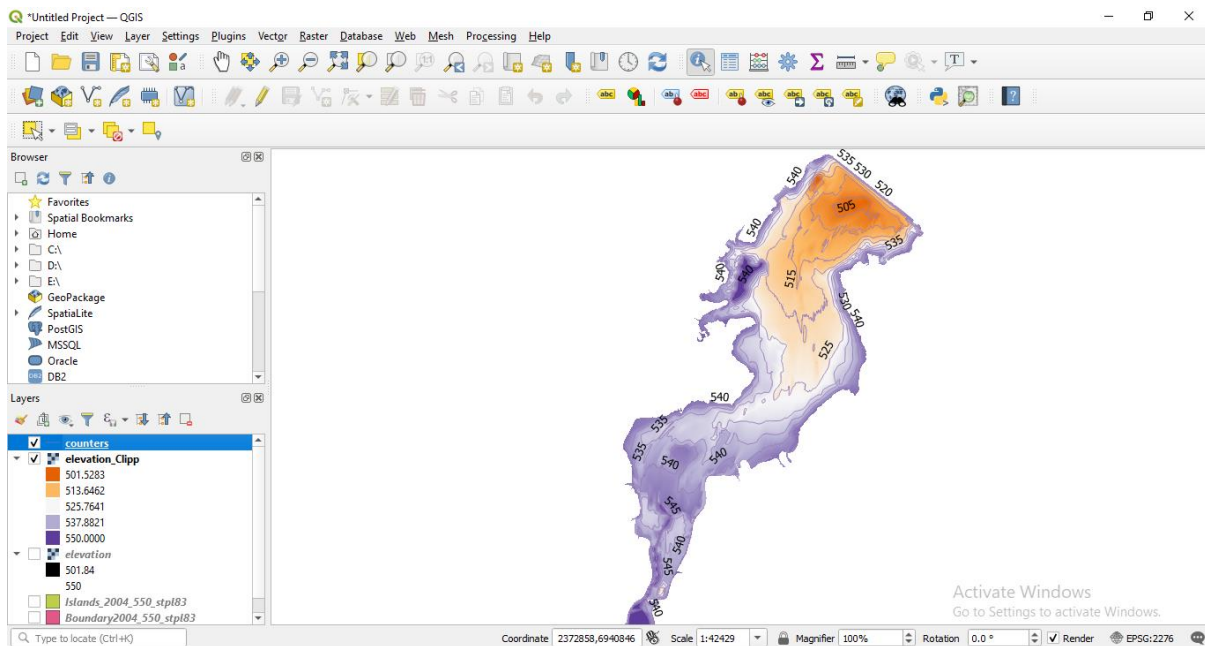 *Untitled Project — QGIS
Project Edit View Layer Settings Plugins Vector Raster Database Web Mesh Processing Help
Browser
Favorites
Spatial Bookmarks
Home
C:\
D:\
E:\
GeoPackage
SpatiaLite
PostGIS
MSSQL
Oracle
DB2
Layers
counters
elevation_Clipp
501.5283
513.6462
525.7641
537.8821
550.0000
elevation
501.84
550
Islands_2004_550_stpl83
Boundary2004_550_stpl83
535
530
520
540
505
540
535
540
540
515
530
540
525
540
535
535
540
540
545
540
545
540
Activate Windows
Go to Settings to activate Windows.
Type to locate (Ctrl+K) Coordinate 2372858,6940846 Scale 1:42429 Magnifier 100% Rotation 0.0 ° Render EPSG:2276